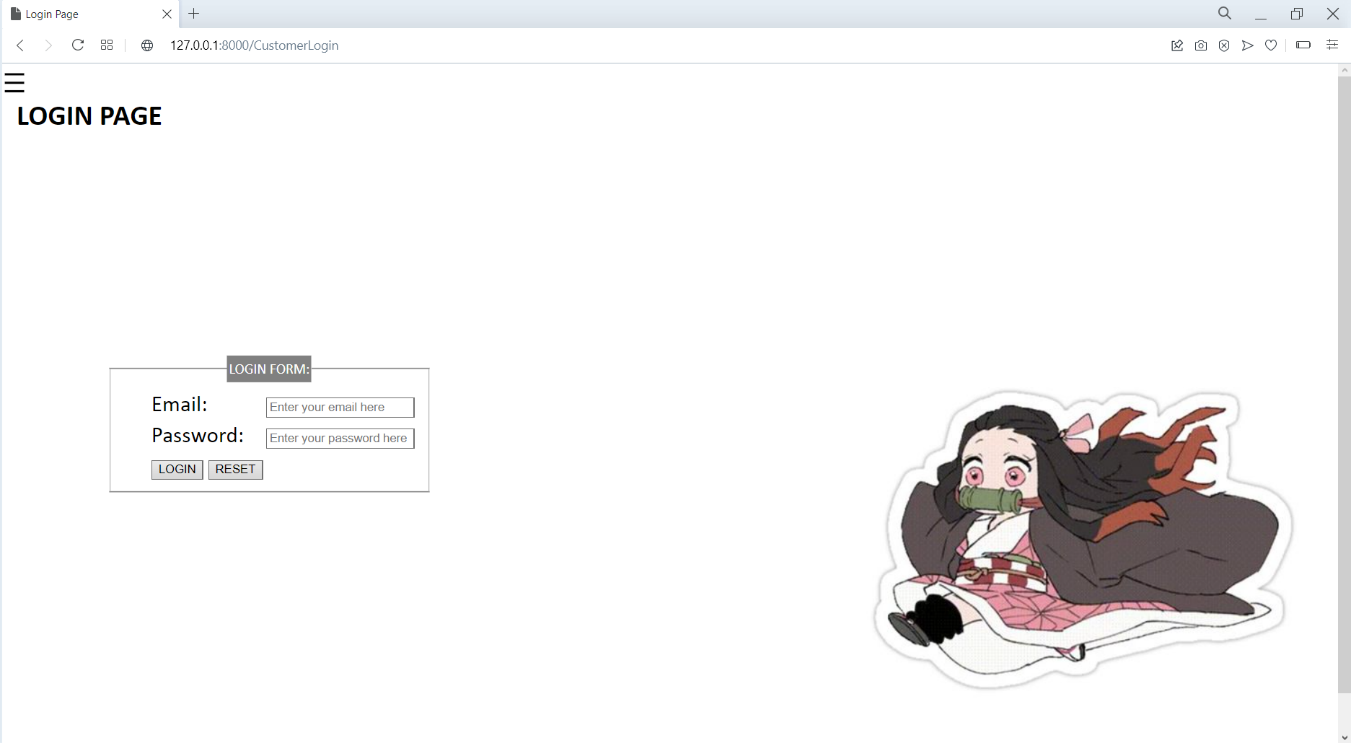 Login Page
127.0.0.1:8000/CustomerLogin
LOGIN PAGE
LOGIN FORM:
Email: Enter your email here
Password: Enter your password here
LOGIN RESET